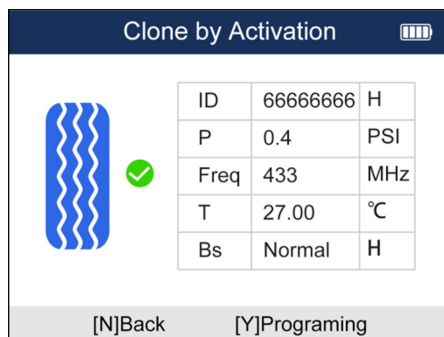 Clone by Activation
ID 66666666 H
P 0.4 PSI
Freq 433 MHz
T 27.00 ℃
Bs Normal H
[N]Back [Y]Programing